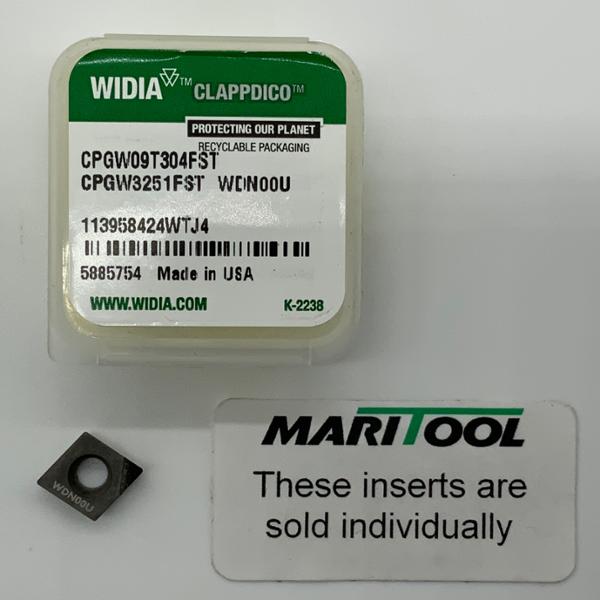 WIDIA™ CLAPPDICO™
PROTECTING OUR PLANET
RECYCLABLE PACKAGING
CPGW09T304FST
CPGW3251FST WDN00U
113958424WTJ4
5885754 Made in USA
WWW.WIDIA.COM K-2238
WDN00U
MARITOOL
These inserts are
sold individually